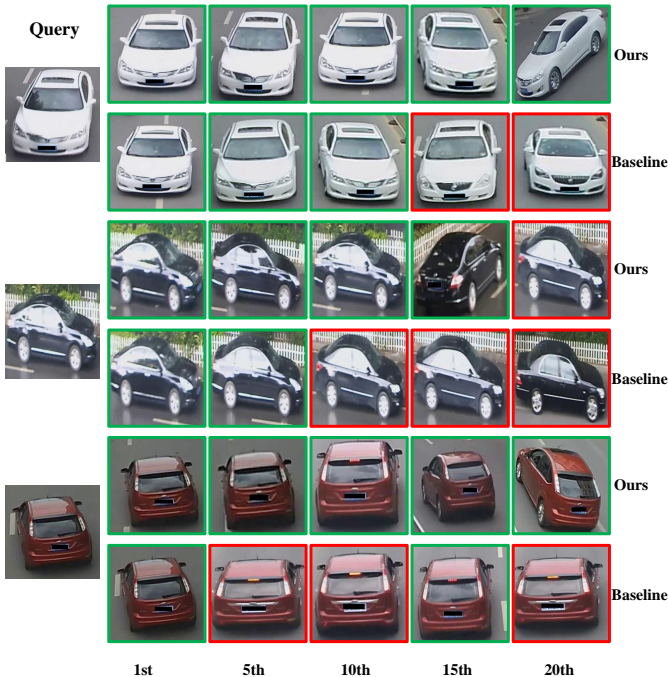 Query
Ours
Baseline
Ours
Baseline
Ours
Baseline
1st 5th 10th 15th 20th